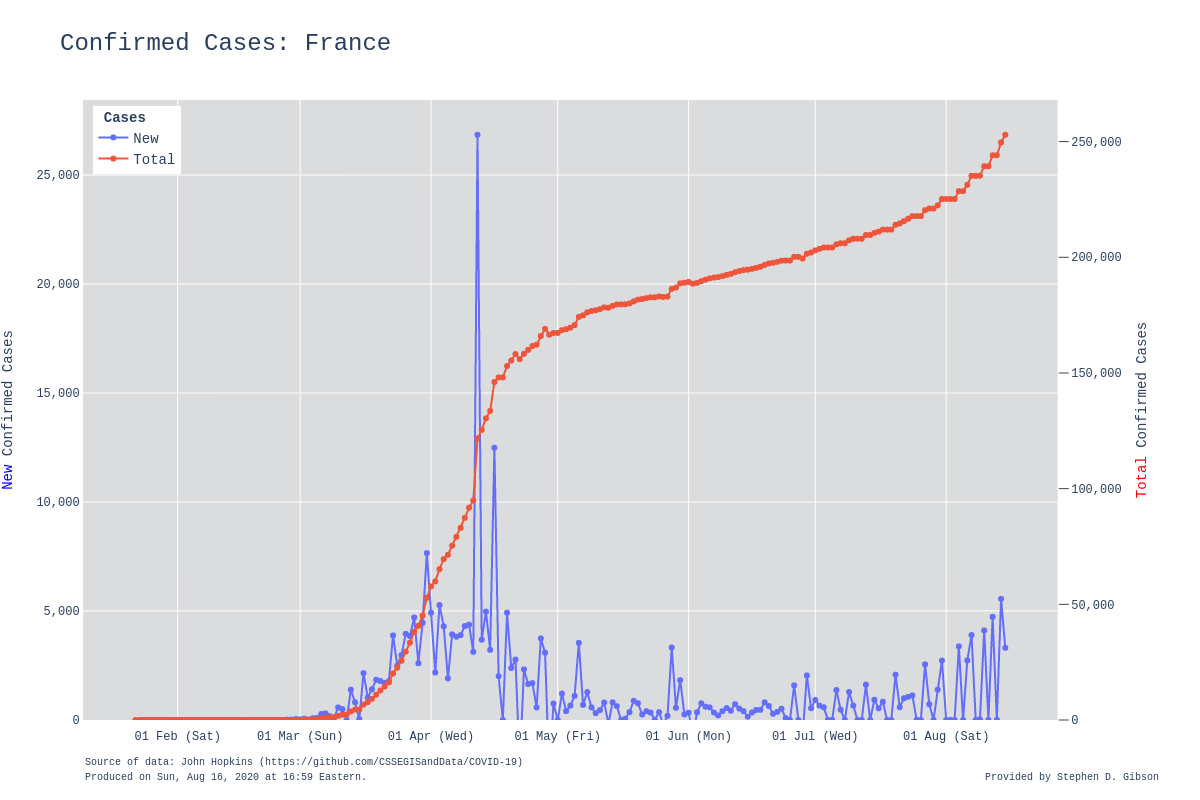 Confirmed Cases: France
Cases
New
Total
25,000
20,000
15,000
10,000
5,000
0
New Confirmed Cases
250,000
200,000
150,000
100,000
50,000
0
Total Confirmed Cases
01 Feb (Sat)
01 Mar (Sun)
01 Apr (Wed)
01 May (Fri)
01 Jun (Mon)
01 Jul (Wed)
01 Aug (Sat)
Source of data: John Hopkins (https://github.com/CSSEGISandData/COVID-19)
Produced on Sun, Aug 16, 2020 at 16:59 Eastern.
Provided by Stephen D. Gibson